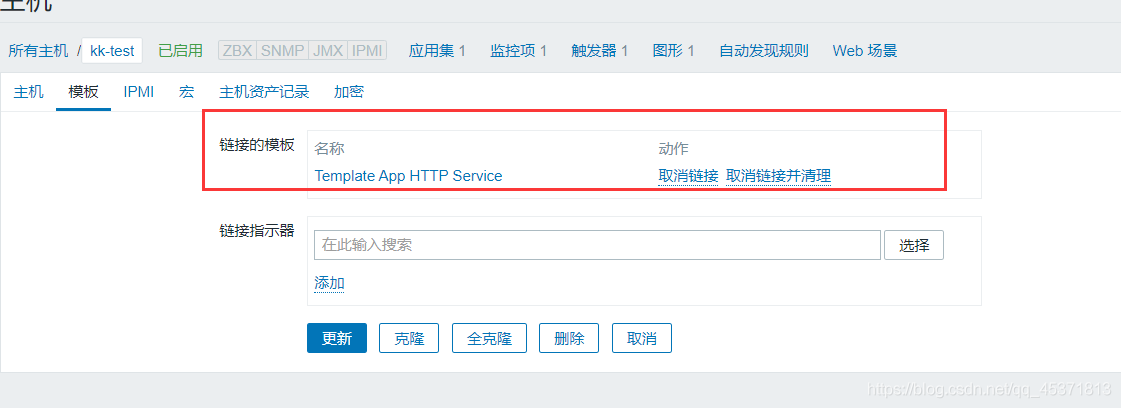 主机
所有主机 / kk-test 已启用 ZBX SNMP JMX IPMI 应用集 1 监控项 1 触发器 1 图形 1 自动发现规则 Web 场景
主机 模板 IPMI 宏 主机资产记录 加密
链接的模板 名称 动作
Template App HTTP Service 取消链接 取消链接并清理
链接指示器
在此输入搜索 选择
添加
更新 克隆 全克隆 删除 取消
https://blog.csdn.net/qq_45371813